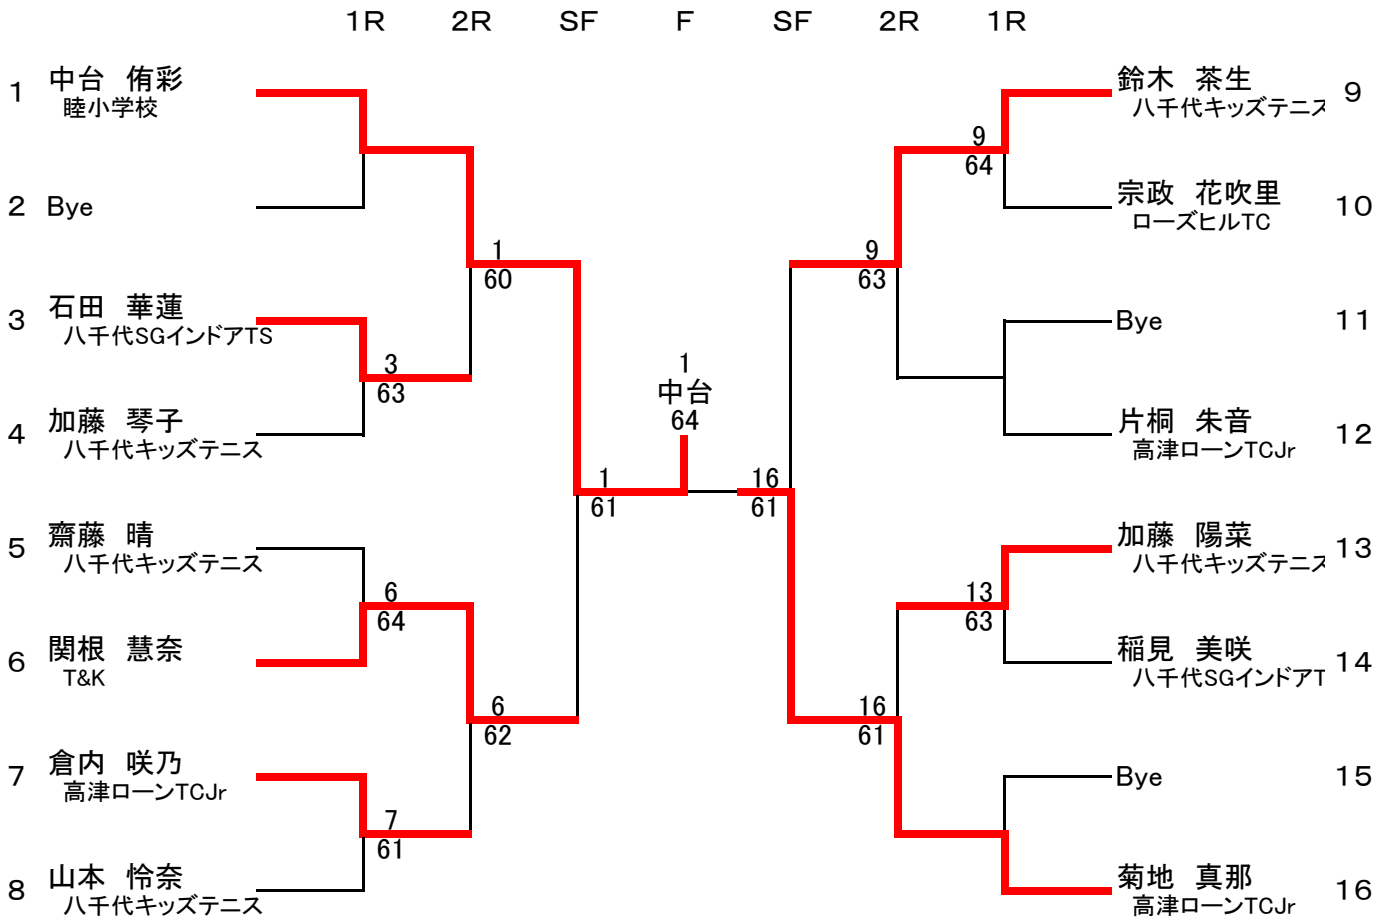 1R 2R SF F SF 2R 1R
1 中台 侑彩
睦小学校
2 Bye
1
60
3 石田 華蓮
八千代SGインドアTS
3
63
4 加藤 琴子
八千代キッズテニス
1
61
5 齋藤 晴
八千代キッズテニス
6
64
6 関根 慧奈
T&K
6
62
7 倉内 咲乃
高津ローンTCJr
7
61
8 山本 怜奈
八千代キッズテニス
1
中台
64
鈴木 茶生 9
八千代キッズテニス
9
64
宗政 花吹里 10
ローズヒルTC
9
63
Bye 11
片桐 朱音 12
高津ローンTCJr
16
61
加藤 陽菜 13
八千代キッズテニス
13
63
稲見 美咲 14
八千代SGインドアT
16
61
Bye 15
菊地 真那 16
高津ローンTCJr